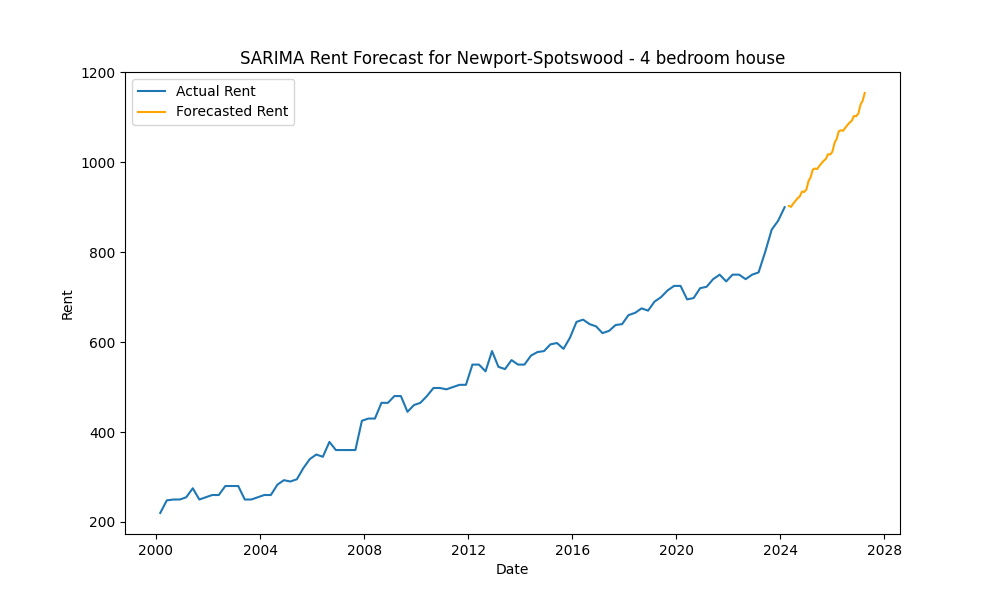 SARIMA Rent Forecast for Newport-Spotswood - 4 bedroom house
Actual Rent
Forecasted Rent
1200
1000
800
600
400
200
Rent
2000 2004 2008 2012 2016 2020 2024 2028
Date